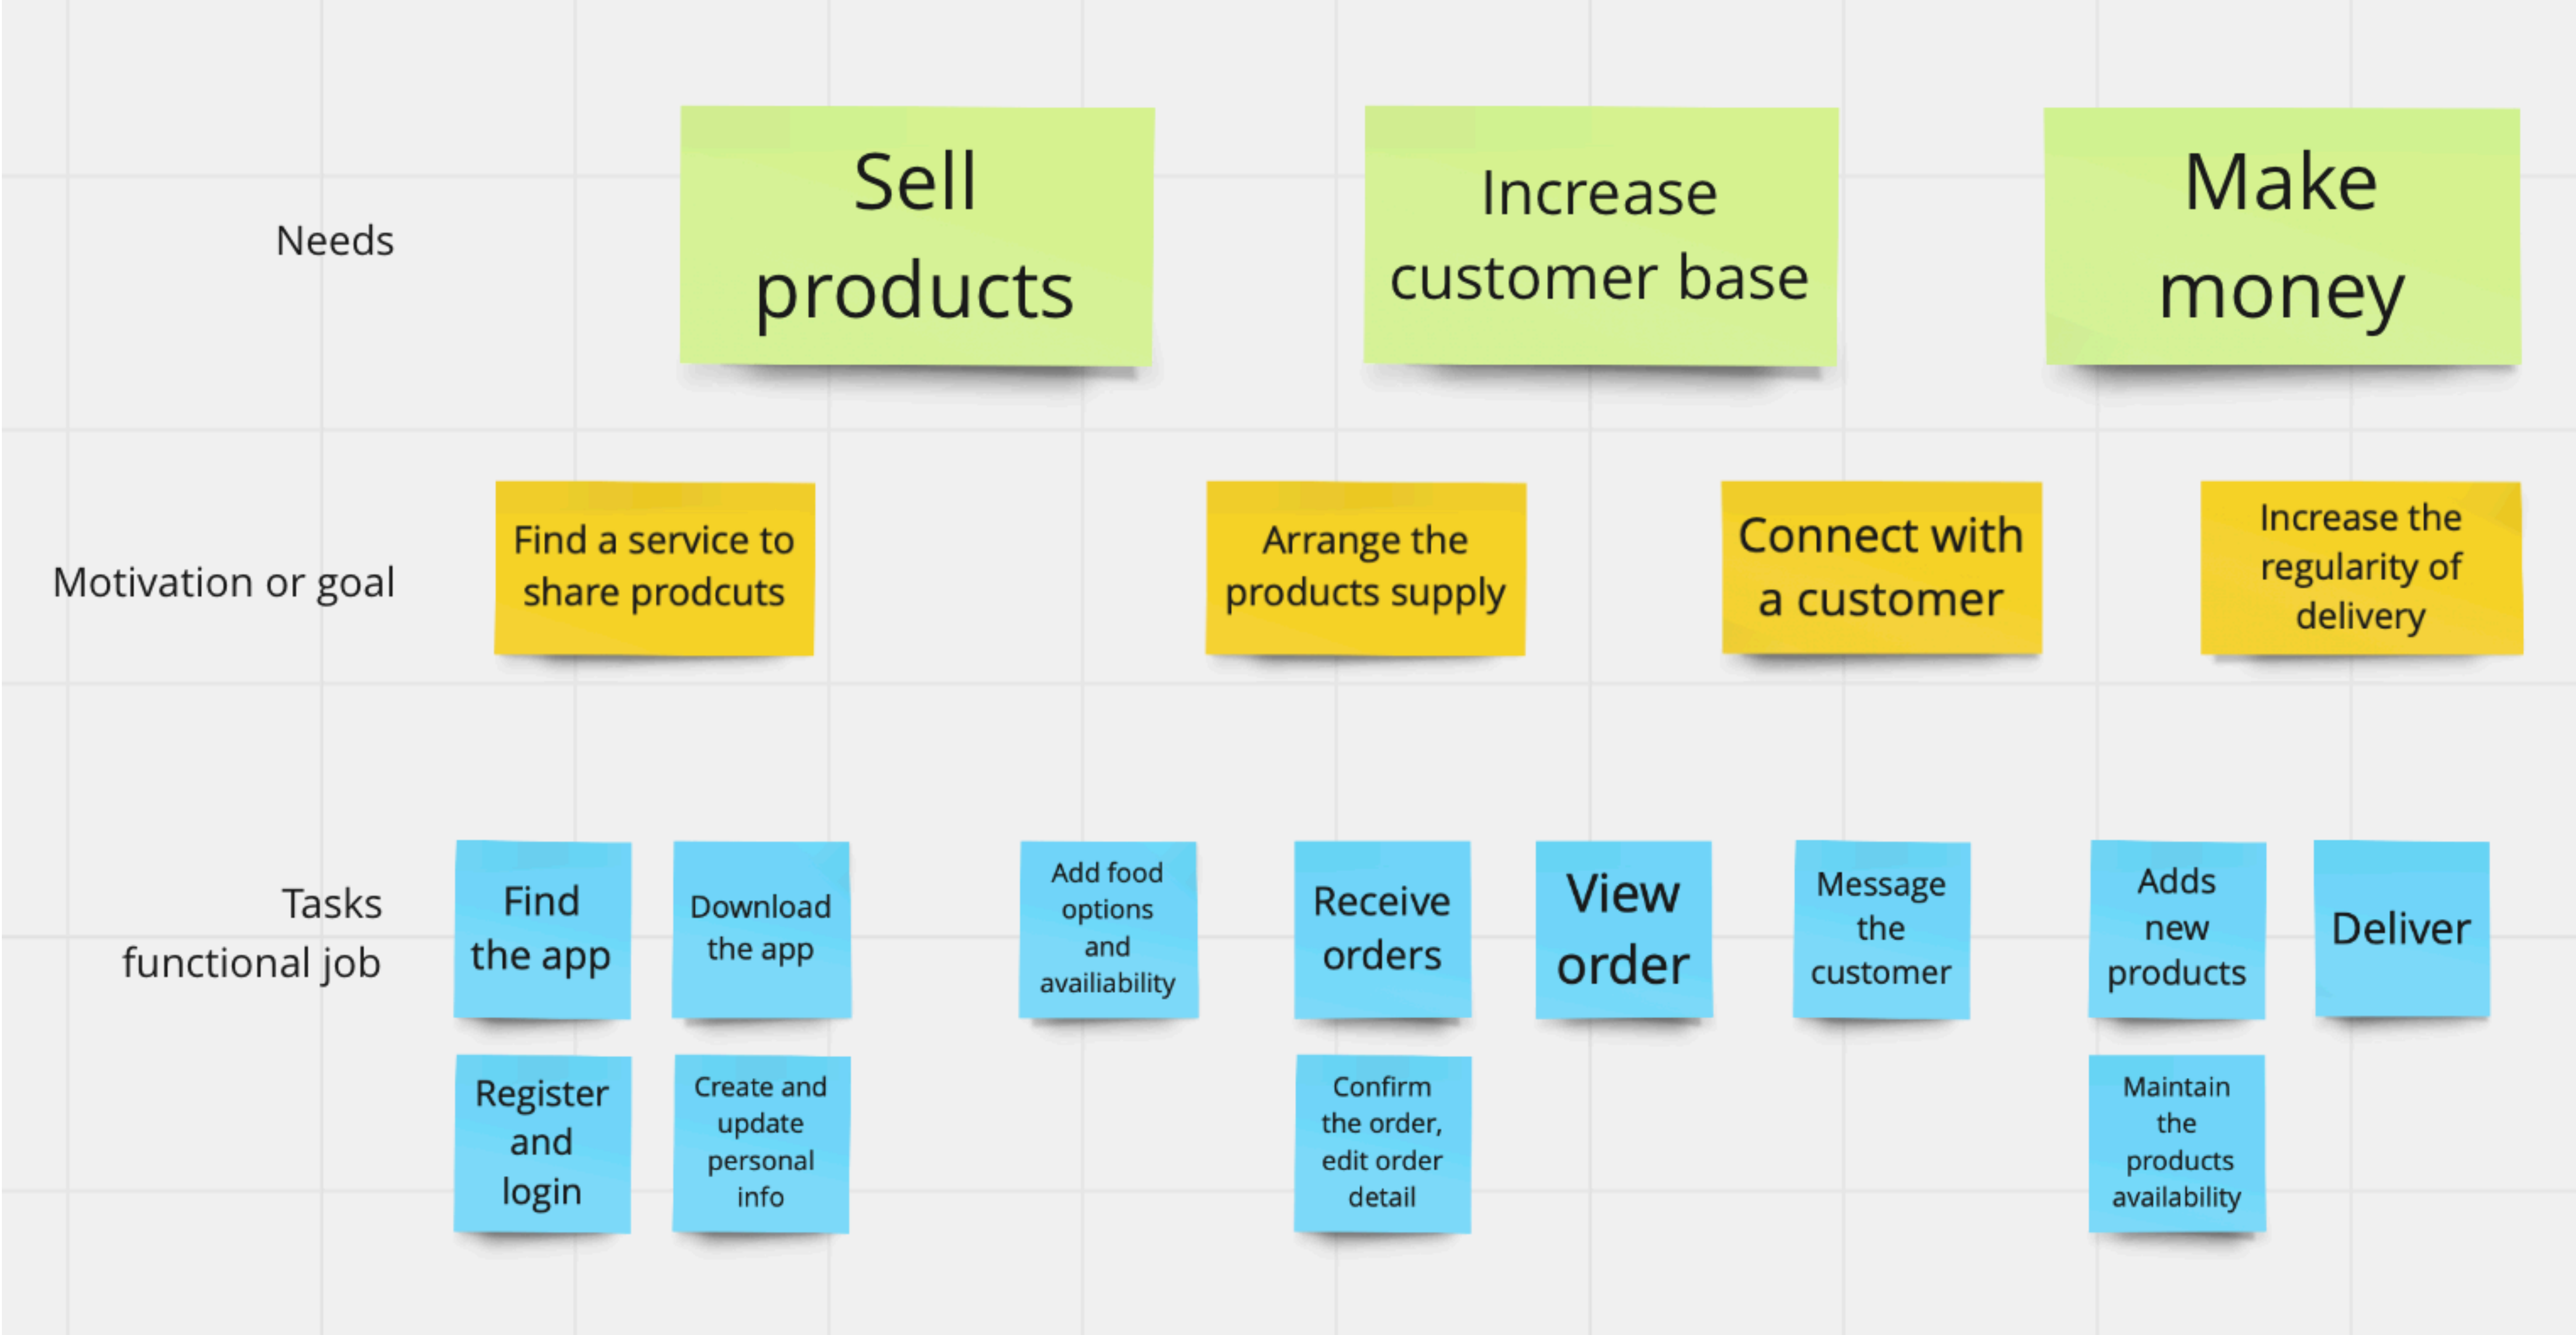 Needs
Sell
products
Increase
customer base
Make
money
Motivation or goal
Find a service to
share prodcuts
Arrange the
products supply
Connect with
a customer
Increase the
regularity of
delivery
Tasks
functional job
Find
the app
Download
the app
Add food
options
and
availiability
Receive
orders
View
order
Message
the
customer
Adds
new
products
Deliver
Register
and
login
Create and
update
personal
info
Confirm
the order,
edit order
detail
Maintain
the
products
availability